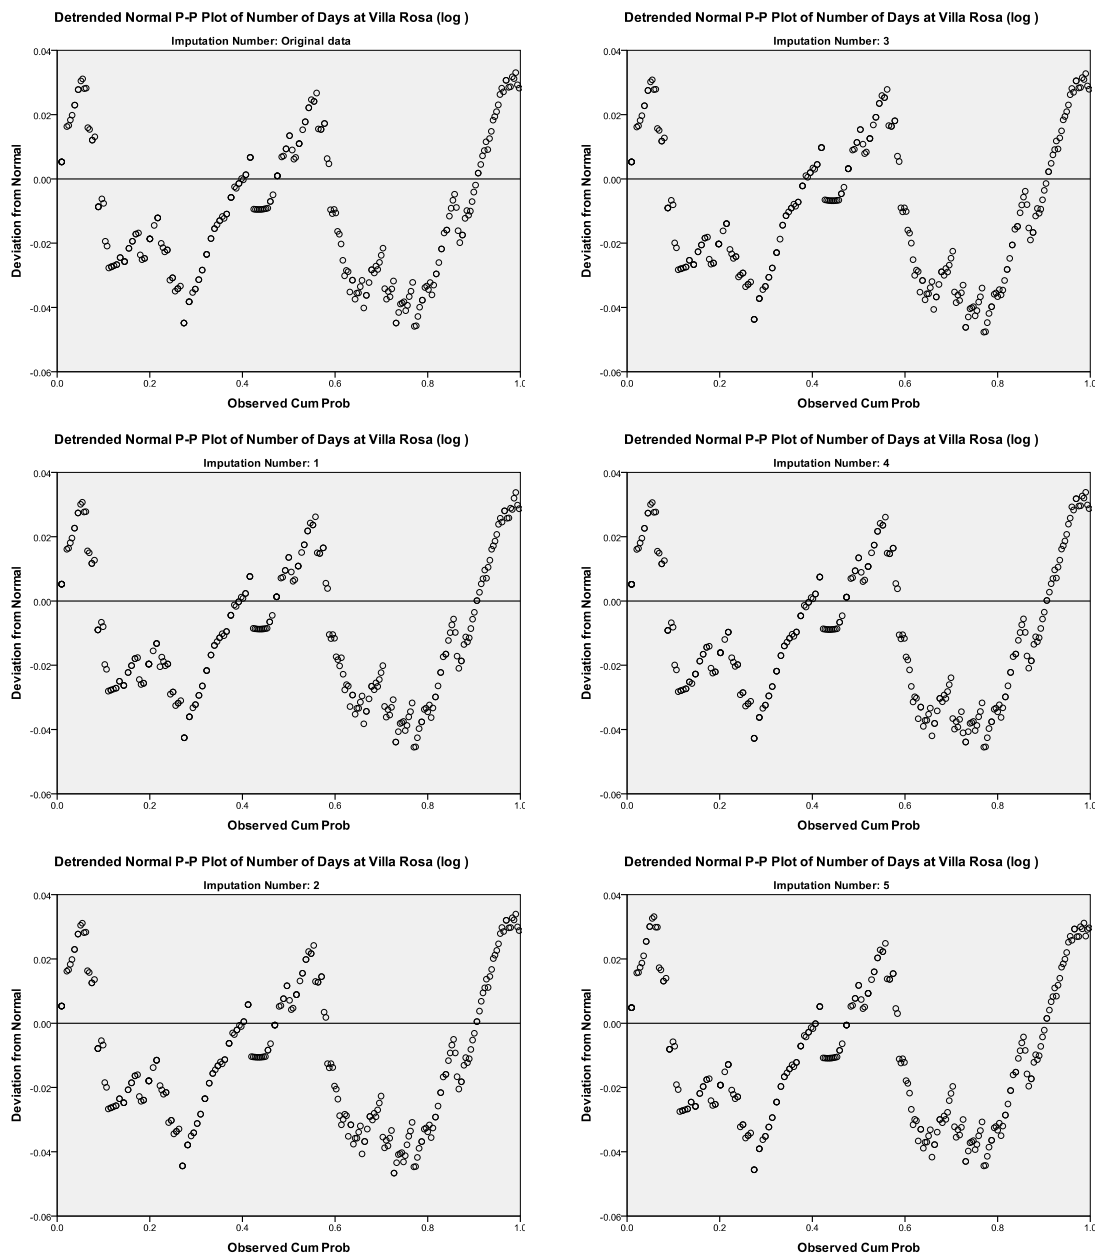 Detrended Normal P-P Plot of Number of Days at Villa Rosa (log )
Imputation Number: Original data
0.04
0.02
0.00
-0.02
-0.04
-0.06
Deviation from Normal
0.0 0.2 0.4 0.6 0.8 1.0
Observed Cum Prob
Detrended Normal P-P Plot of Number of Days at Villa Rosa (log )
Imputation Number: 3
0.04
0.02
0.00
-0.02
-0.04
-0.06
Deviation from Normal
0.0 0.2 0.4 0.6 0.8 1.0
Observed Cum Prob
Detrended Normal P-P Plot of Number of Days at Villa Rosa (log )
Imputation Number: 1
0.04
0.02
0.00
-0.02
-0.04
-0.06
Deviation from Normal
0.0 0.2 0.4 0.6 0.8 1.0
Observed Cum Prob
Detrended Normal P-P Plot of Number of Days at Villa Rosa (log )
Imputation Number: 4
0.04
0.02
0.00
-0.02
-0.04
-0.06
Deviation from Normal
0.0 0.2 0.4 0.6 0.8 1.0
Observed Cum Prob
Detrended Normal P-P Plot of Number of Days at Villa Rosa (log )
Imputation Number: 2
0.04
0.02
0.00
-0.02
-0.04
-0.06
Deviation from Normal
0.0 0.2 0.4 0.6 0.8 1.0
Observed Cum Prob
Detrended Normal P-P Plot of Number of Days at Villa Rosa (log )
Imputation Number: 5
0.04
0.02
0.00
-0.02
-0.04
-0.06
Deviation from Normal
0.0 0.2 0.4 0.6 0.8 1.0
Observed Cum Prob